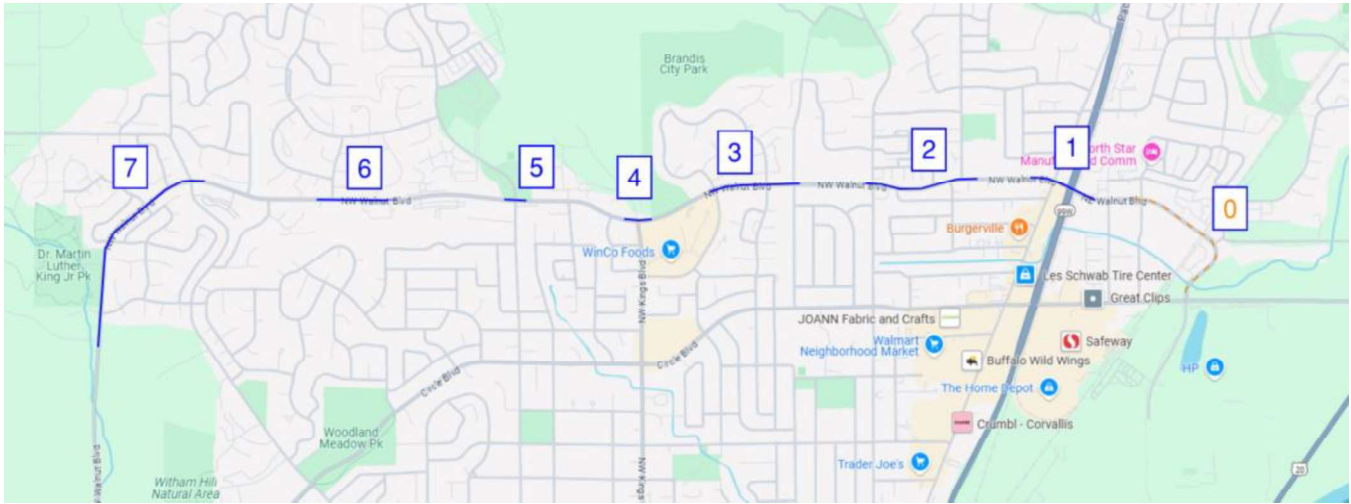 Brandis
City Park
7
6
5
4
3
2
1
0
North Star
Manufactured Comm
NW Walnut Blvd
NW Walnut Blvd
NW Walnut Blvd
NW Walnut Blvd
NW Walnut Blvd
NE Walnut Blvd
Dr. Martin
Luther
King Jr Pk
WinCo Foods
Burgerville
99W
Les Schwab Tire Center
Great Clips
NW Kings Blvd
JOANN Fabric and Crafts
Walmart
Neighborhood Market
Safeway
Buffalo Wild Wings
HP
Circle Blvd
Circle Blvd
The Home Depot
Crumbl - Corvallis
Woodland
Meadow Pk
Trader Joe's
NW Kings
NW Walnut Blvd
Witham Hill
Natural Area
20